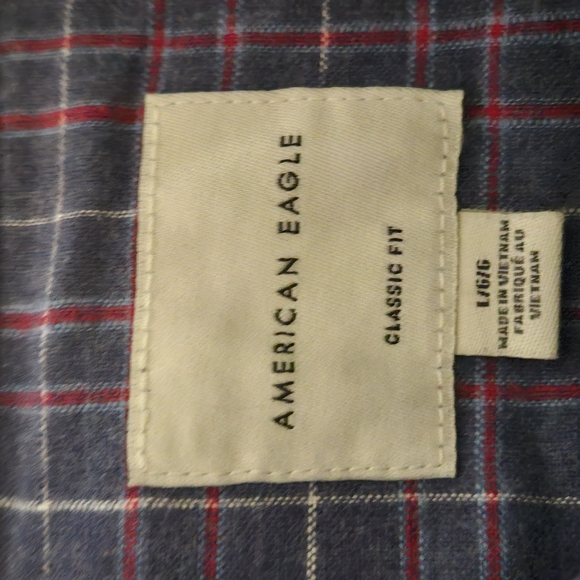 AMERICAN EAGLE
CLASSIC FIT
L/G/G
MADE IN VIETNAM
FABRIQUÉ AU
VIETNAM